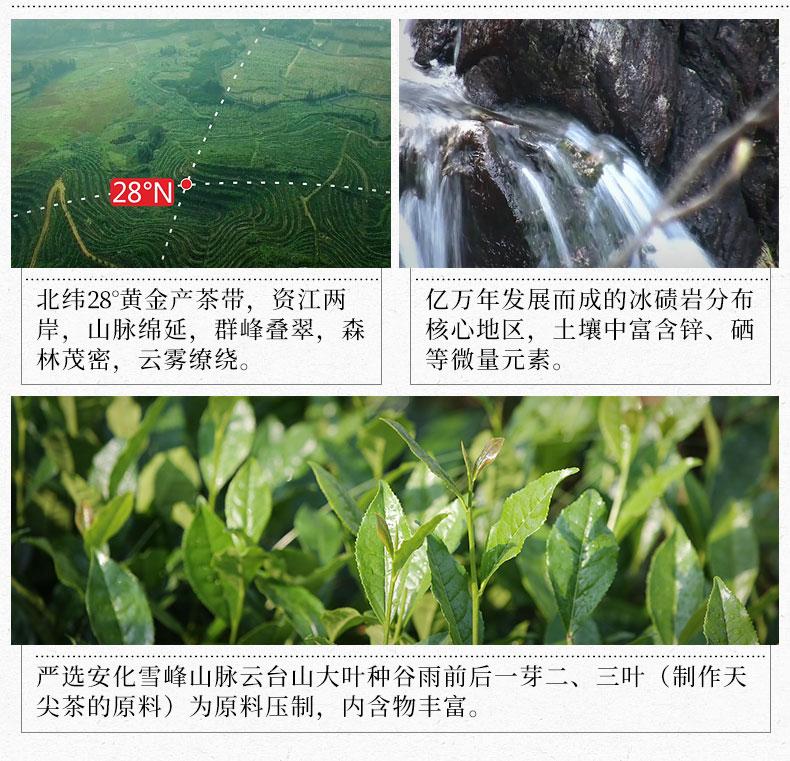 28°N
北纬28°黄金产茶带，资江两
岸，山脉绵延，群峰叠翠，森
林茂密，云雾缭绕。
亿万年发展而成的冰碛岩分布
核心地区，土壤中富含锌、硒
等微量元素。
严选安化雪峰山脉云台山大叶种谷雨前后一芽二、三叶（制作天
尖茶的原料）为原料压制，内含物丰富。